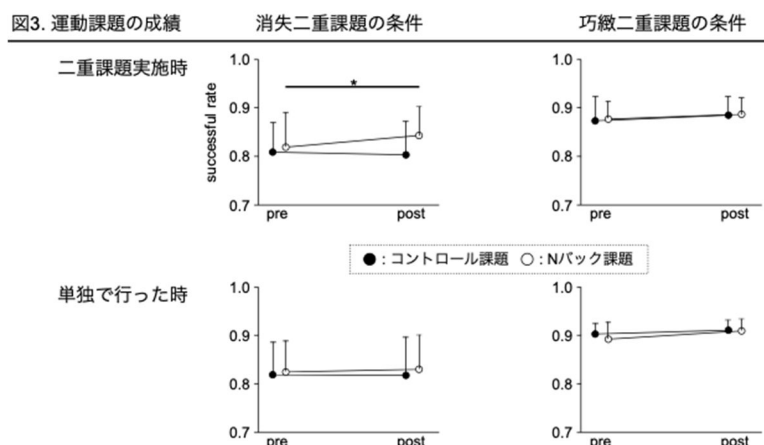 図3. 運動課題の成績 消失二重課題の条件 巧緻二重課題の条件
二重課題実施時
successful rate
1.0
*
0.9
0.8
0.7
pre post
1.0
0.9
0.8
0.7
pre post
●:コントロール課題 ○:Nバック課題
単独で行った時
1.0
0.9
0.8
0.7
pre post
1.0
0.9
0.8
0.7
pre post